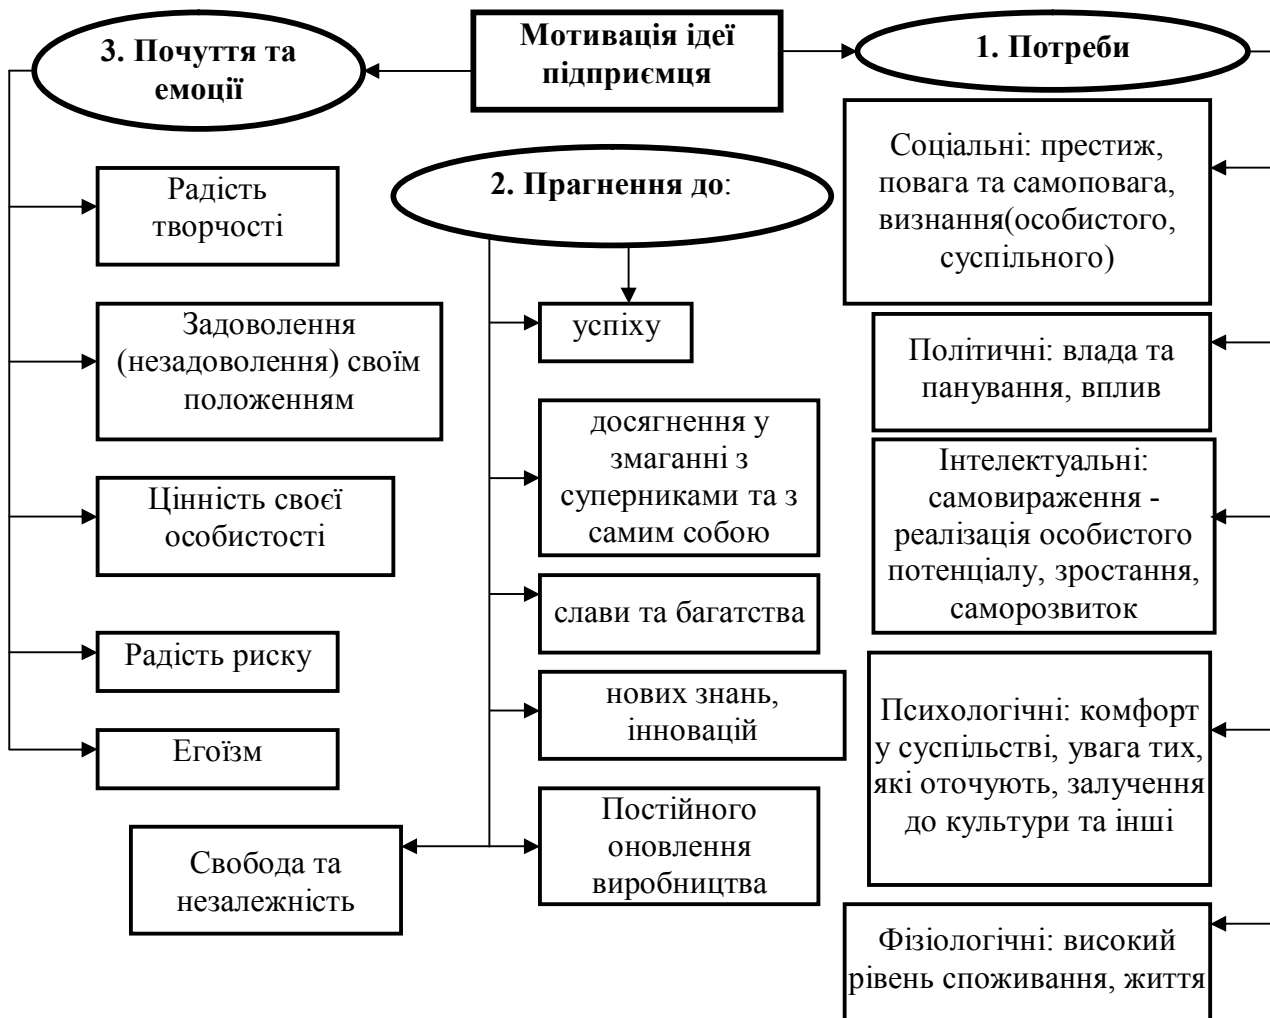 Мотивація ідеї
підприємця
1. Потреби
Соціальні: престиж,
повага та самоповага,
визнання(особистого,
суспільного)
Політичні: влада та
панування, вплив
Інтелектуальні:
самовираження -
реалізація особистого
потенціалу, зростання,
саморозвиток
Психологічні: комфорт
у суспільстві, увага тих,
які оточують, залучення
до культури та інші
Фізіологічні: високий
рівень споживання, життя
2. Прагнення до:
успіху
досягнення у
змаганні з
суперниками та з
самим собою
слави та багатства
нових знань,
інновацій
Постійного
оновлення
виробництва
Свобода та
незалежність
3. Почуття та
емоції
Радість
творчості
Задоволення
(незадоволення) своїм
положенням
Цінність своєї
особистості
Радість риску
Егоїзм